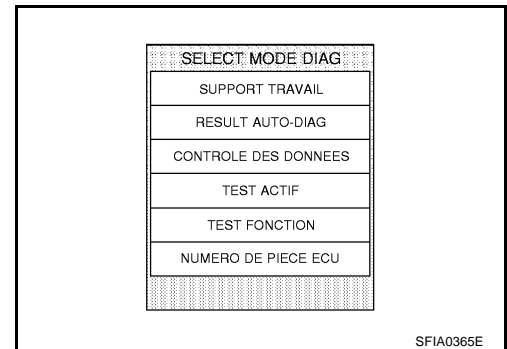 SELECT MODE DIAG
SUPPORT TRAVAIL
RESULT AUTO-DIAG
CONTROLE DES DONNEES
TEST ACTIF
TEST FONCTION
NUMERO DE PIECE ECU
SFIA0365E